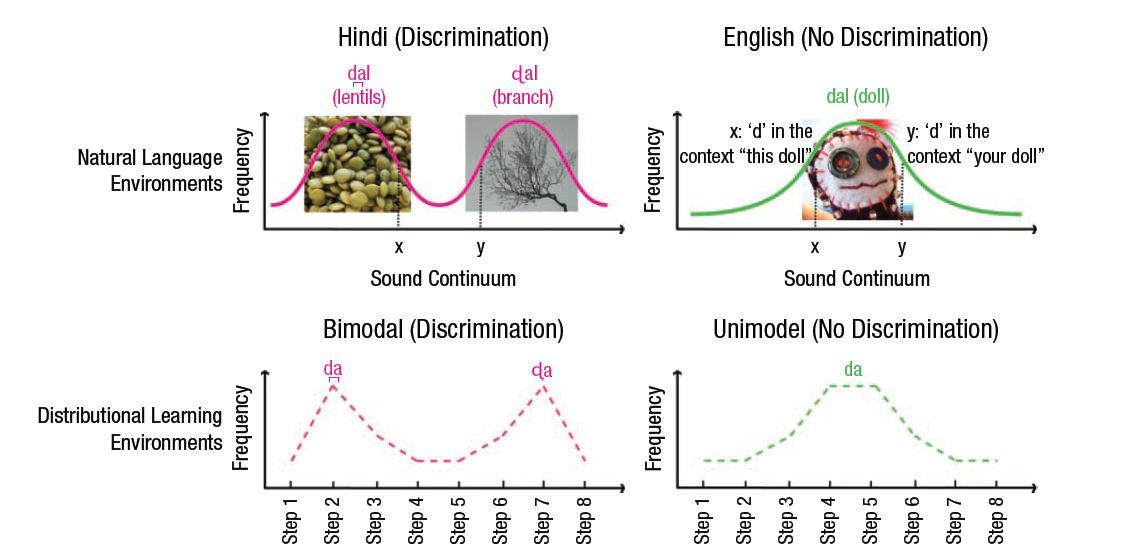 Hindi (Discrimination)
English (No Discrimination)
Natural Language
Environments
Frequency
d̪al
(lentils)
ɖal
(branch)
x
y
Sound Continuum
Frequency
dal (doll)
x: ‘d’ in the
context “this doll”
y: ‘d’ in the
context “your doll”
x
y
Sound Continuum
Bimodal (Discrimination)
Unimodel (No Discrimination)
Distributional Learning
Environments
Frequency
d̪a
ɖa
Step 1
Step 2
Step 3
Step 4
Step 5
Step 6
Step 7
Step 8
Frequency
da
Step 1
Step 2
Step 3
Step 4
Step 5
Step 6
Step 7
Step 8